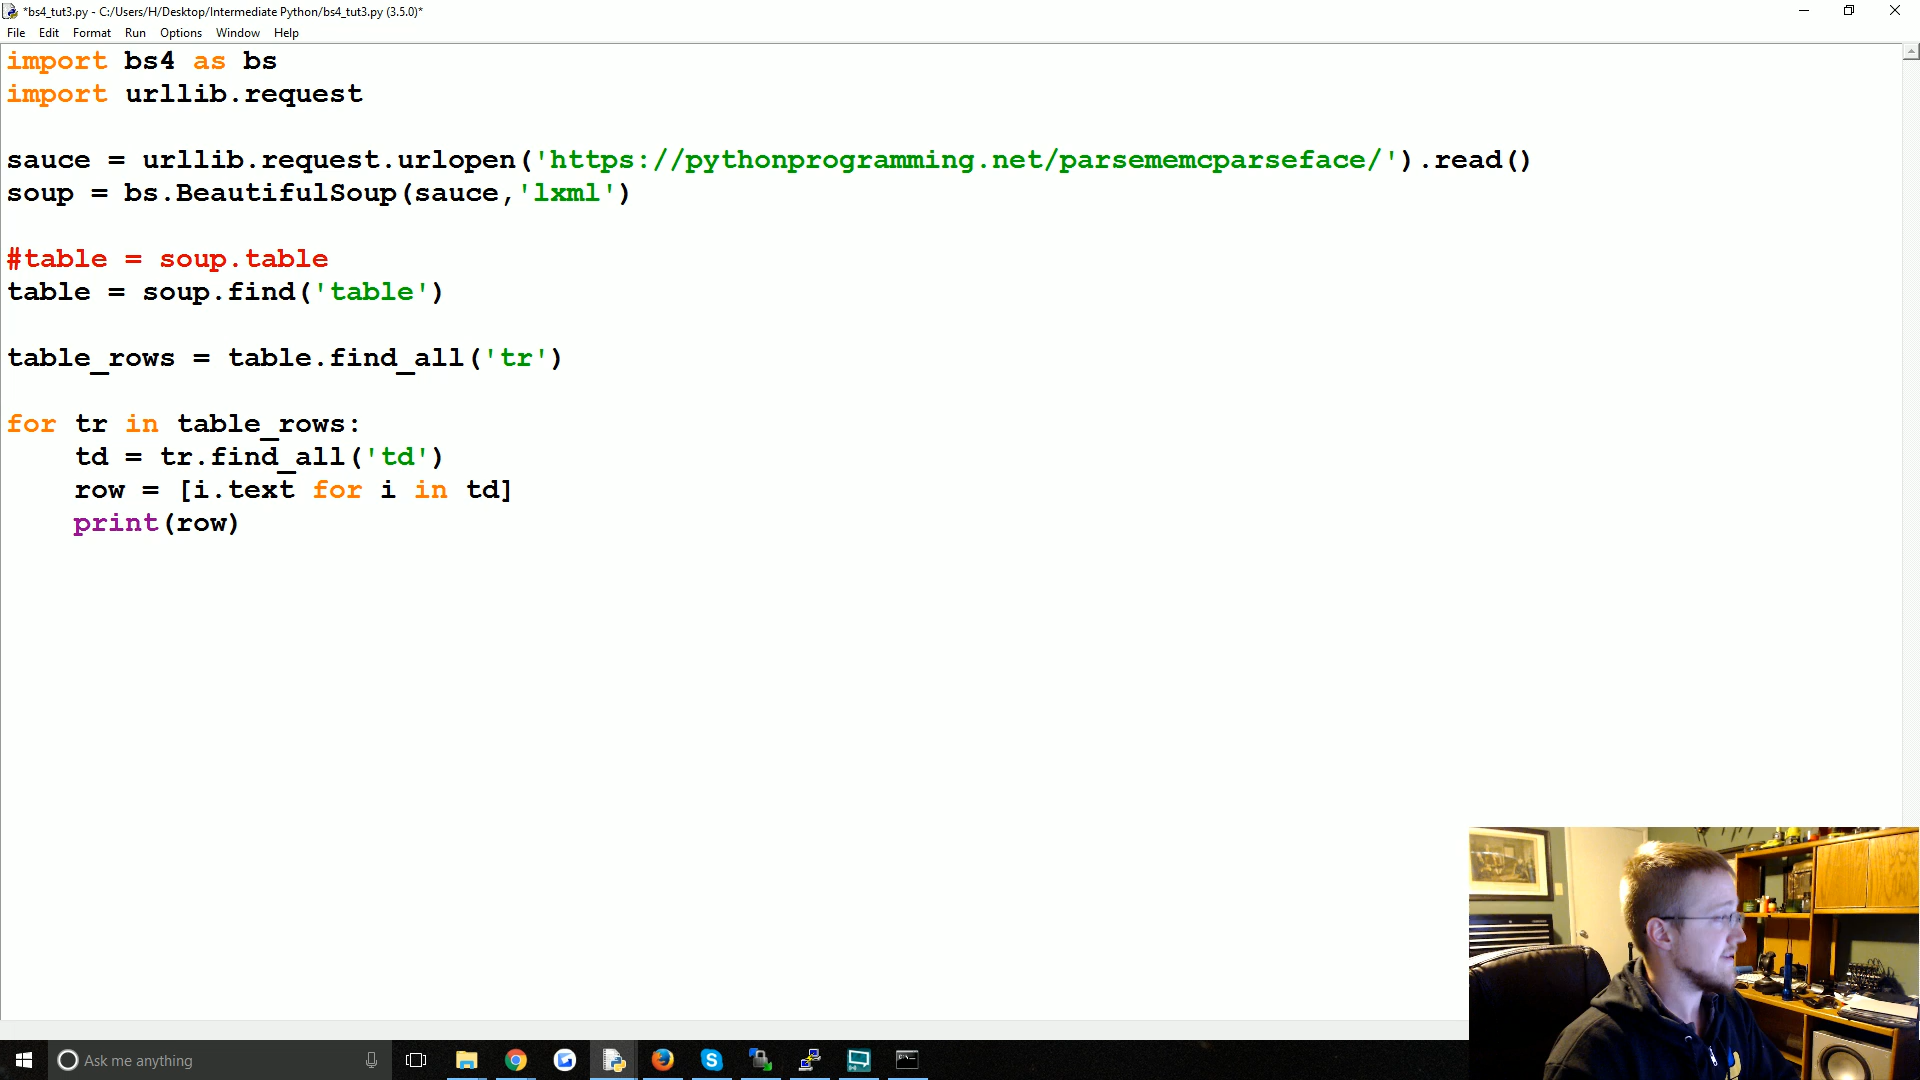 *bs4_tut3.py - C:/Users/H/Desktop/Intermediate Python/bs4_tut3.py (3.5.0)*
File Edit Format Run Options Window Help
import bs4 as bs
import urllib.request
sauce = urllib.request.urlopen('https://pythonprogramming.net/parsememcparseface/').read()
soup = bs.BeautifulSoup(sauce,'lxml')
#table = soup.table
table = soup.find('table')
table_rows = table.find_all('tr')
for tr in table_rows:
    td = tr.find_all('td')
    row = [i.text for i in td]
    print(row)
Ask me anything